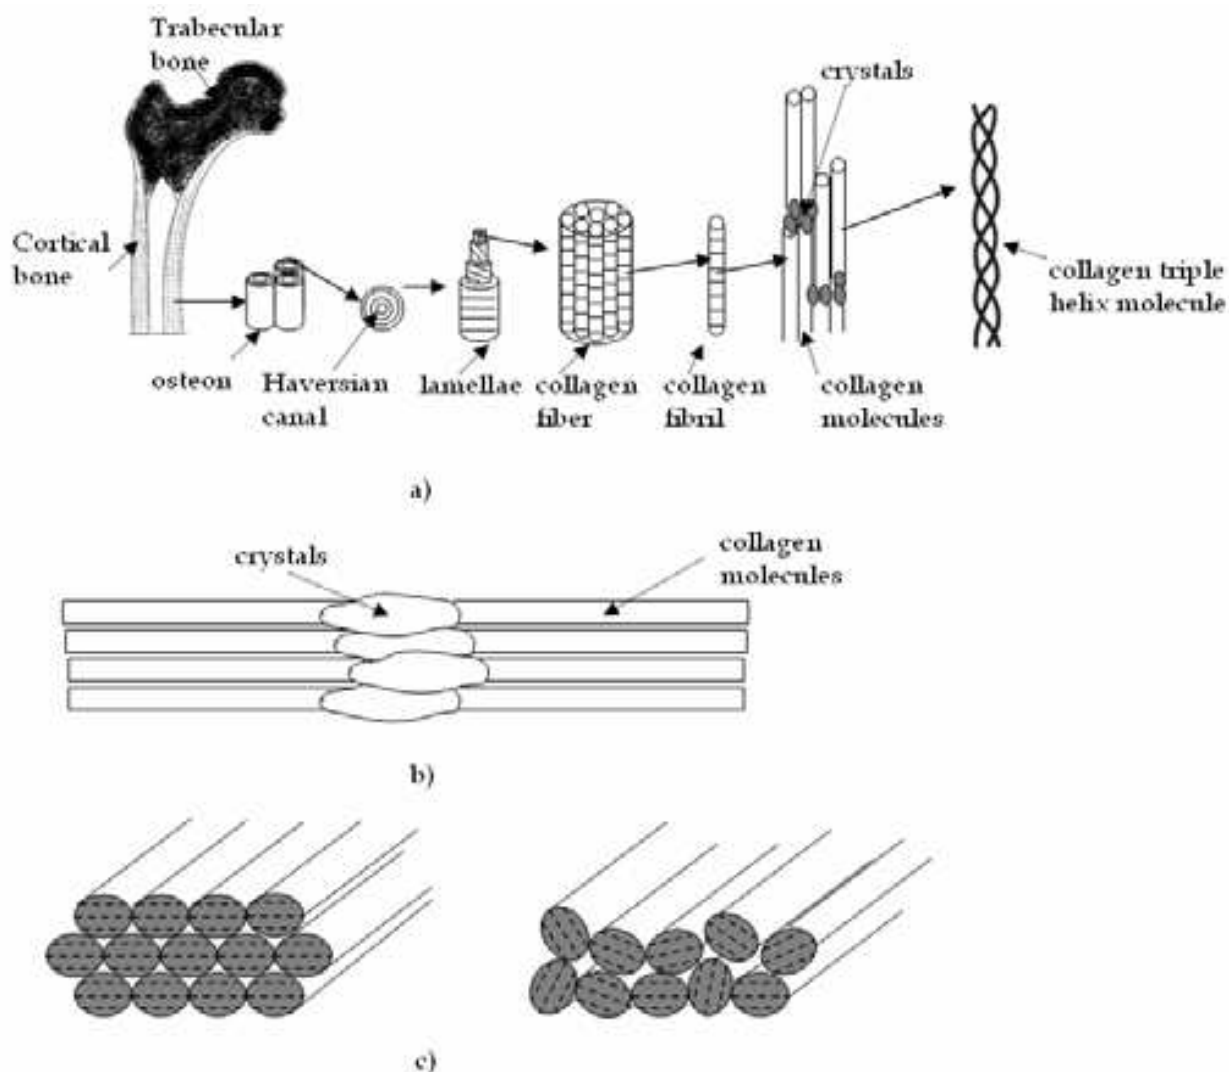 Trabecular
bone
crystals
Cortical
bone
collagen triple
helix molecule
osteon
Haversian
canal
lamellae
collagen
fiber
collagen
fibril
collagen
molecules
a)
crystals
collagen
molecules
b)
c)